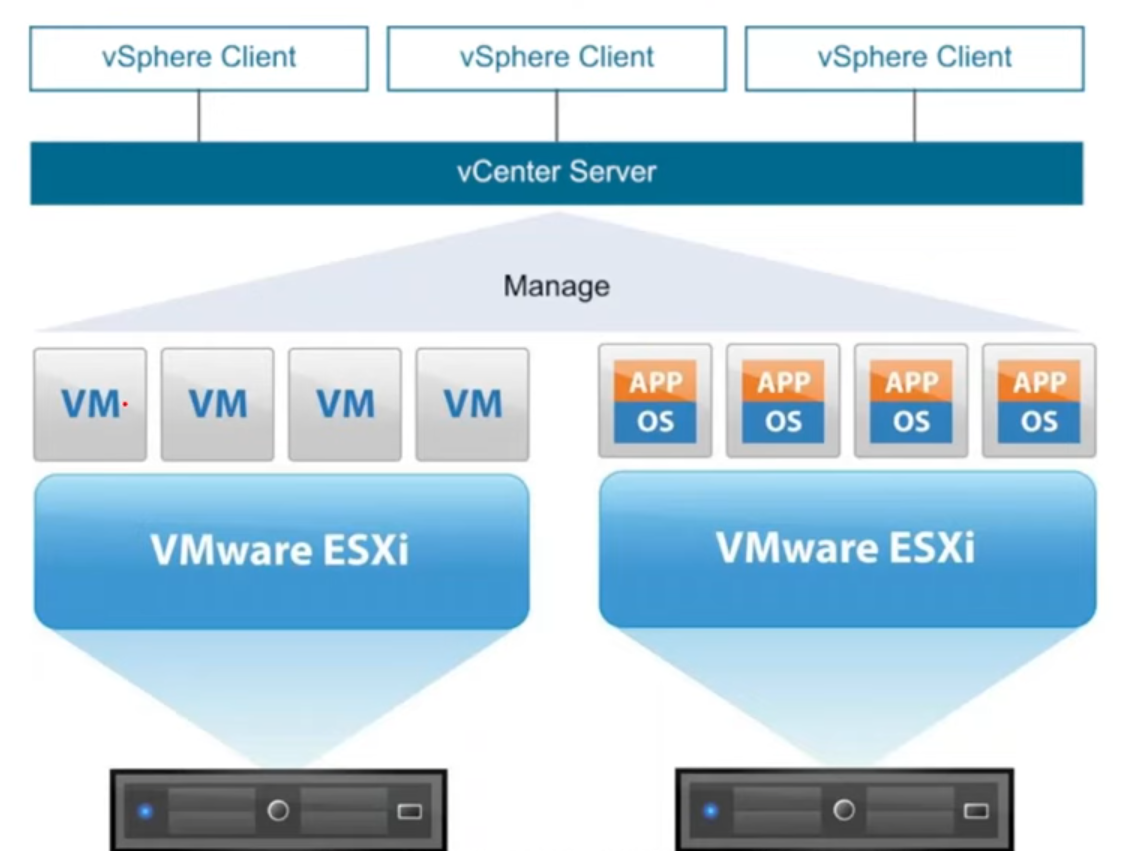 vSphere Client
vSphere Client
vSphere Client
vCenter Server
Manage
VM
VM
VM
VM
APP
OS
APP
OS
APP
OS
APP
OS
VMware ESXi
VMware ESXi